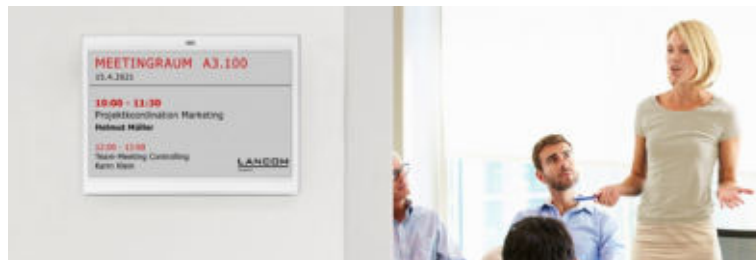 MEETINGRAUM A3.100
15.4.2021
10:00 - 11:30
Projektkoordination Marketing
Helmut Müller
12:00 - 13:00
Team-Meeting Controlling
Karin Klein
LANCOM